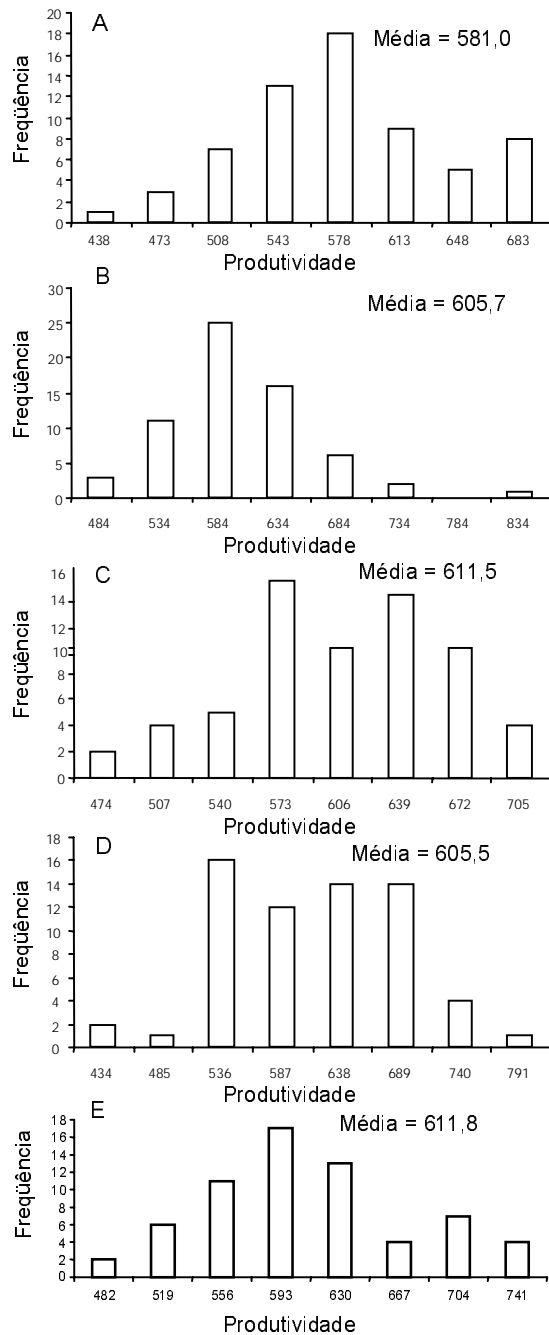 A
Média = 581,0
Freqüência
20
18
16
14
12
10
8
6
4
2
0
438 473 508 543 578 613 648 683
Produtividade
B
Média = 605,7
Freqüência
30
25
20
15
10
5
0
484 534 584 634 684 734 784 834
Produtividade
C
Média = 611,5
Freqüência
16
14
12
10
8
6
4
2
0
474 507 540 573 606 639 672 705
Produtividade
D
Média = 605,5
Freqüência
18
16
14
12
10
8
6
4
2
0
434 485 536 587 638 689 740 791
Produtividade
E
Média = 611,8
Freqüência
18
16
14
12
10
8
6
4
2
0
482 519 556 593 630 667 704 741
Produtividade